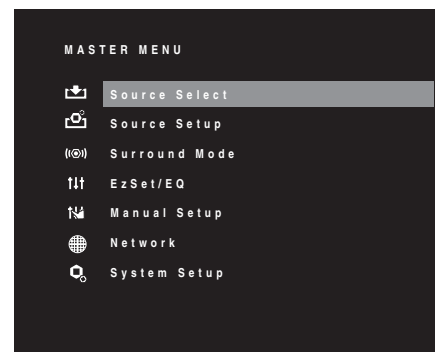 MASTER MENU
Source Select
Source Setup
Surround Mode
EzSet/EQ
Manual Setup
Network
System Setup